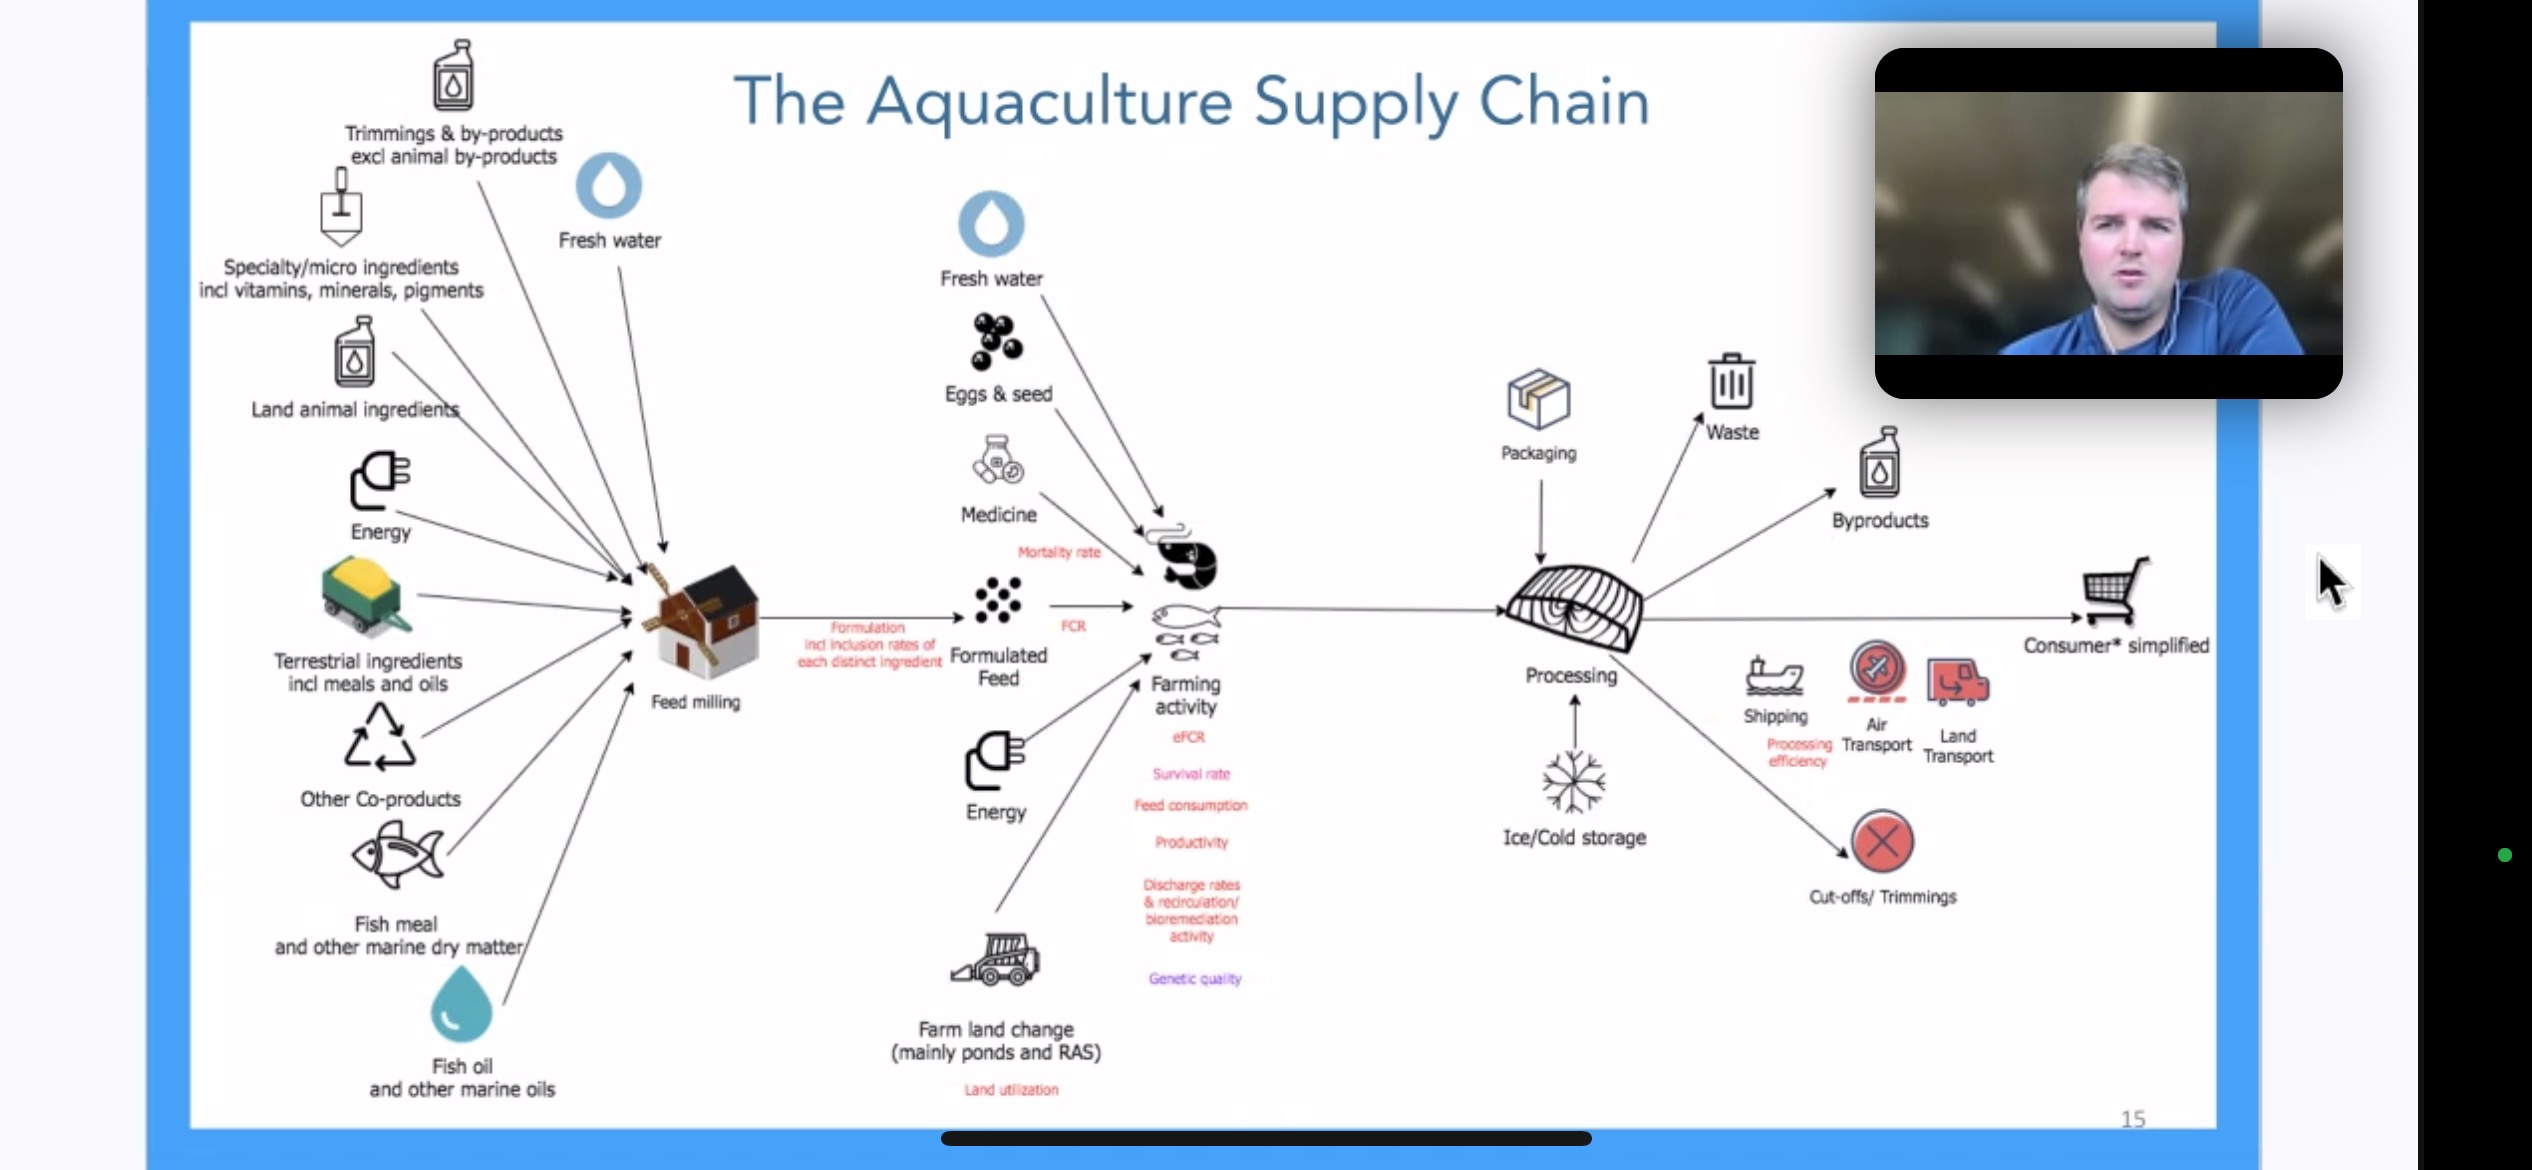 The Aquaculture Supply Chain
Trimmings & by-products
excl animal by-products
Fresh water
Specialty/micro ingredients
incl vitamins, minerals, pigments
Land animal ingredients
Energy
Terrestrial ingredients
incl meals and oils
Other Co-products
Fish meal
and other marine dry matter
Fish oil
and other marine oils
Feed milling
Formulation
incl inclusion rates of
each distinct ingredient
Fresh water
Eggs & seed
Medicine
Mortality rate
Formulated
Feed
FCR
Energy
Farm land change
(mainly ponds and RAS)
Land utilization
Farming
activity
eFCR
Survival rate
Feed consumption
Productivity
Discharge rates
& recirculation/
bioremediation
activity
Genetic quality
Packaging
Processing
Ice/Cold storage
Waste
Byproducts
Consumer* simplified
Shipping
Air
Transport
Land
Transport
Processing
efficiency
Cut-offs/ Trimmings
15